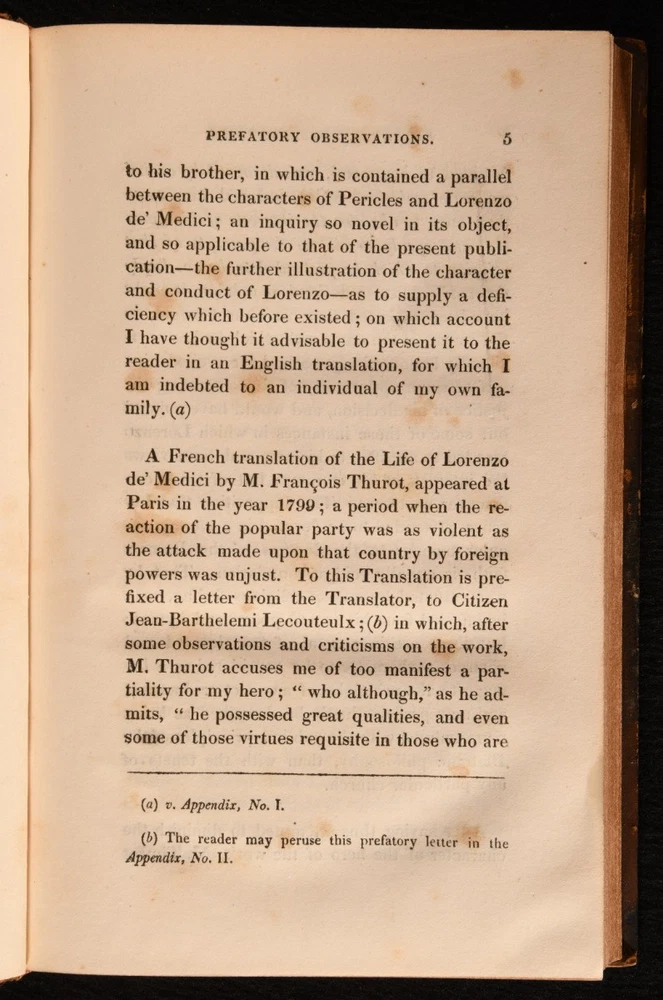 PREFATORY OBSERVATIONS. 5
to his brother, in which is contained a parallel
between the characters of Pericles and Lorenzo
de' Medici; an inquiry so novel in its object,
and so applicable to that of the present publi-
cation—the further illustration of the character
and conduct of Lorenzo—as to supply a defi-
ciency which before existed; on which account
I have thought it advisable to present it to the
reader in an English translation, for which I
am indebted to an individual of my own fa-
mily. (a)
A French translation of the Life of Lorenzo
de' Medici by M. François Thurot, appeared at
Paris in the year 1799; a period when the re-
action of the popular party was as violent as
the attack made upon that country by foreign
powers was unjust. To this Translation is pre-
fixed a letter from the Translator, to Citizen
Jean-Barthelemi Lecouteulx; (b) in which, after
some observations and criticisms on the work,
M. Thurot accuses me of too manifest a par-
tiality for my hero; “ who although,” as he ad-
mits, “ he possessed great qualities, and even
some of those virtues requisite in those who are
(a) v. Appendix, No. I.
(b) The reader may peruse this prefatory letter in the
Appendix, No. II.